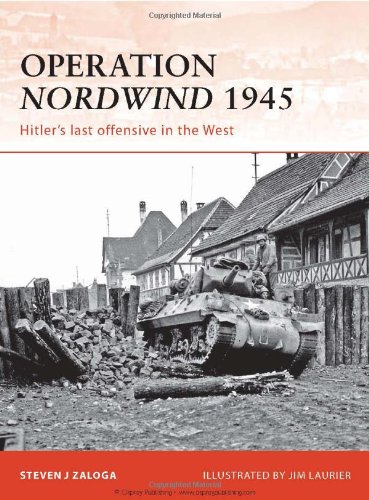 OPERATION
NORDWIND 1945
Hitler's last offensive in the West
STEVEN J ZALOGA
ILLUSTRATED BY JIM LAURIER
Copyrighted Material
© Osprey Publishing • www.ospreypublishing.com